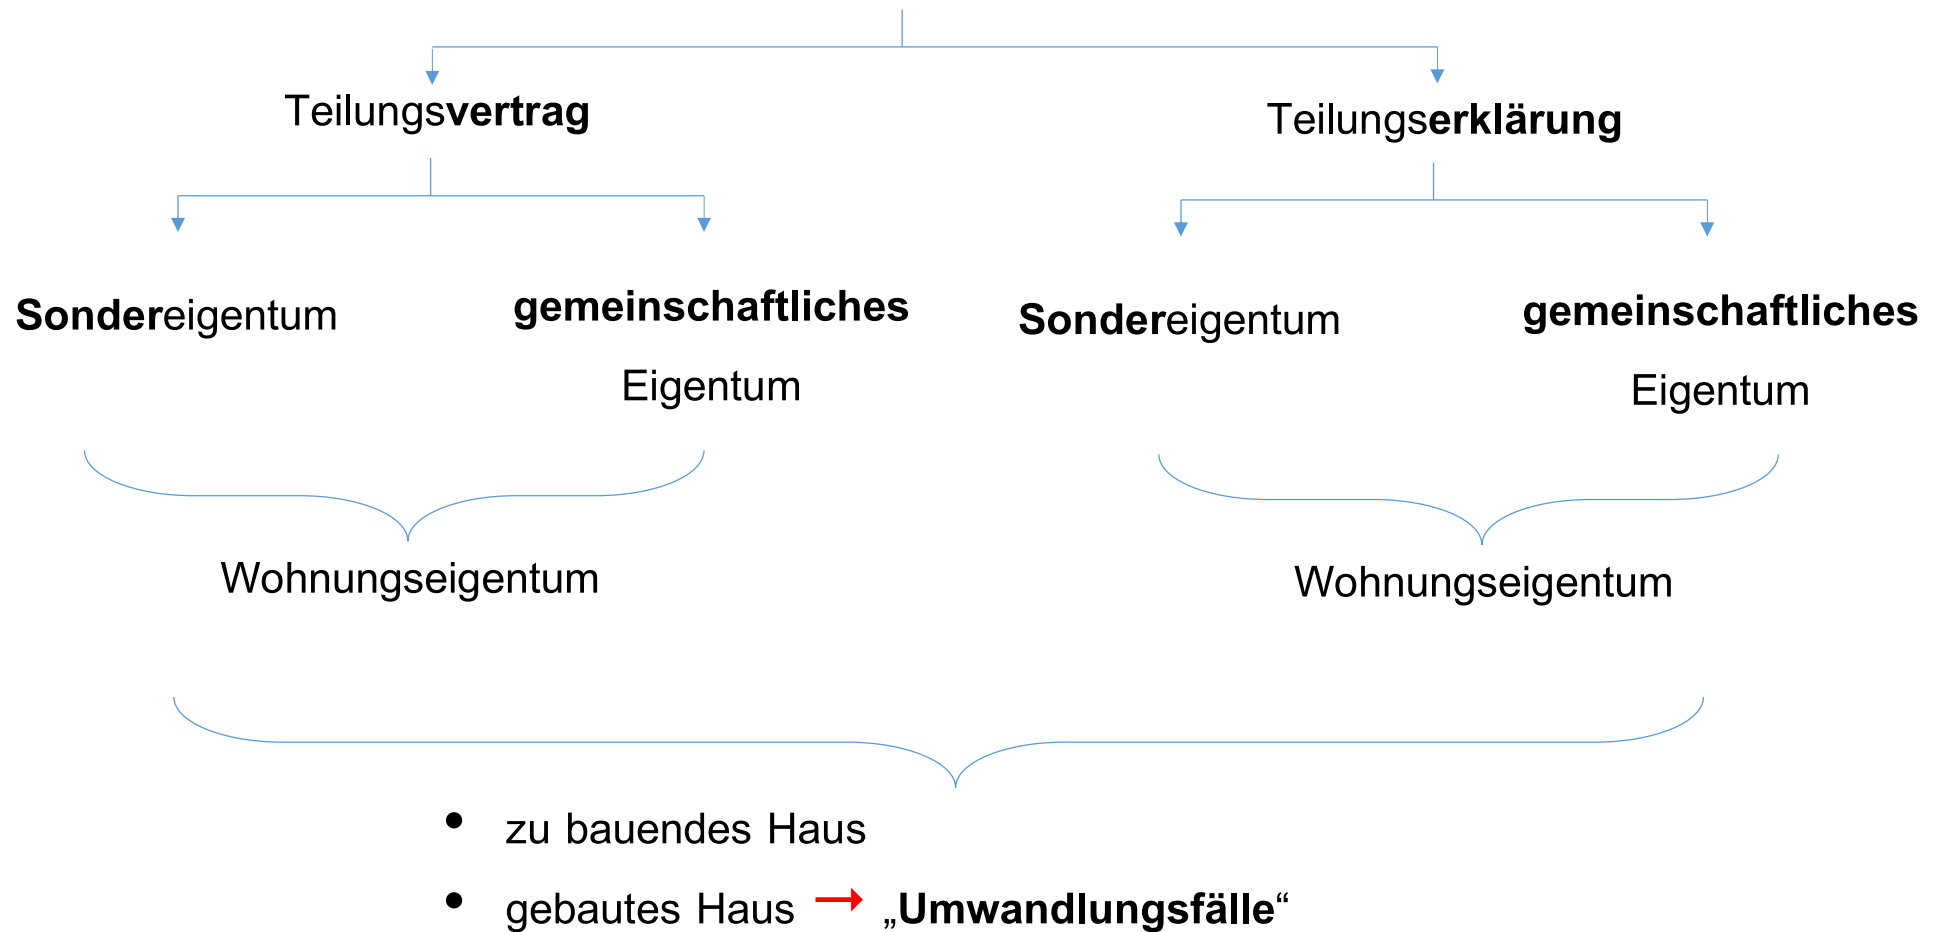 Teilungsvertrag
Teilungserklärung
Sondereigentum
gemeinschaftliches
Eigentum
Sondereigentum
gemeinschaftliches
Eigentum
Wohnungseigentum
Wohnungseigentum
• zu bauendes Haus
• gebautes Haus → „Umwandlungsfälle“